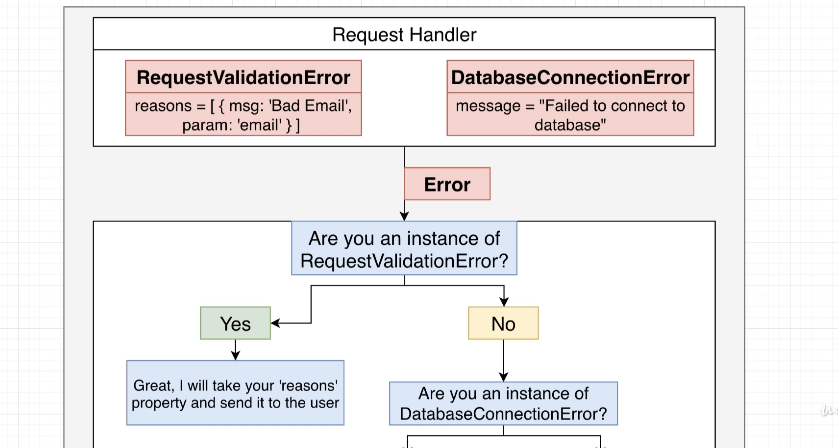 Request Handler
RequestValidationError
reasons = [ { msg: 'Bad Email',
param: 'email' } ]
DatabaseConnectionError
message = "Failed to connect to
database"
Error
Are you an instance of
RequestValidationError?
Yes
No
Great, I will take your 'reasons'
property and send it to the user
Are you an instance of
DatabaseConnectionError?